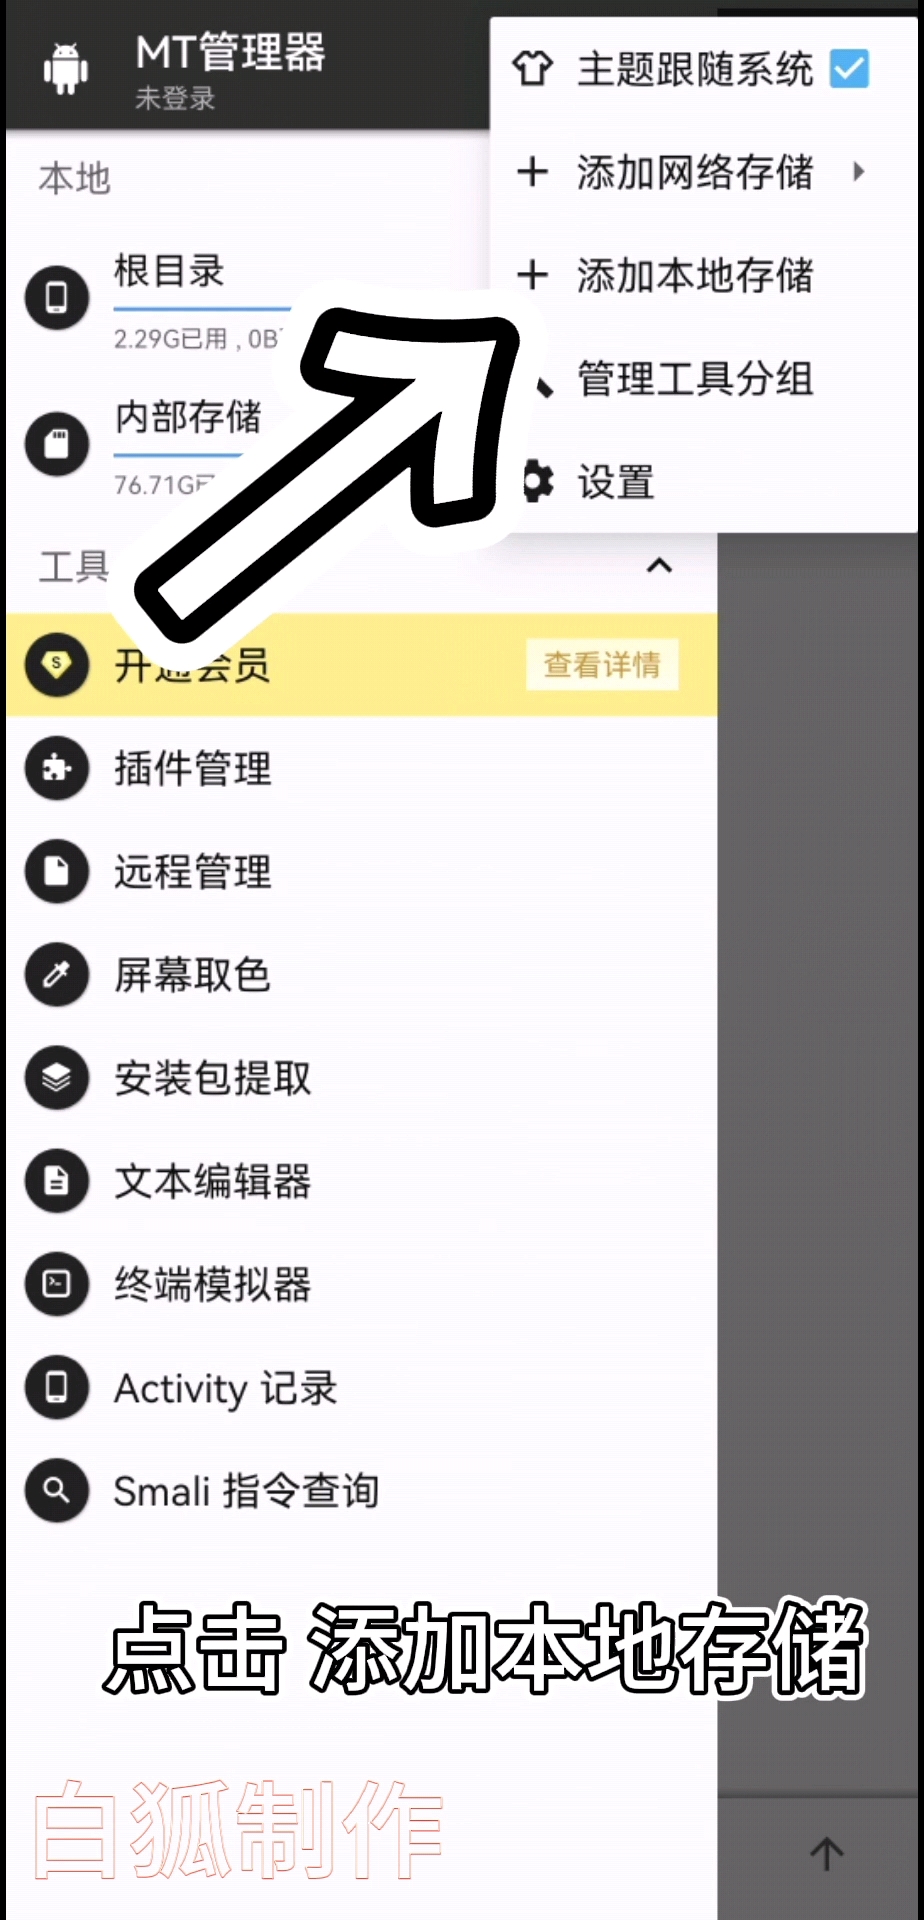 MT管理器
未登录
主题跟随系统
添加网络存储
添加本地存储
管理工具分组
设置
本地
根目录
2.29G已用 , 0B
内部存储
76.71G
工具
开通会员
查看详情
插件管理
远程管理
屏幕取色
安装包提取
文本编辑器
终端模拟器
Activity 记录
Smali 指令查询
点击 添加本地存储
白狐制作